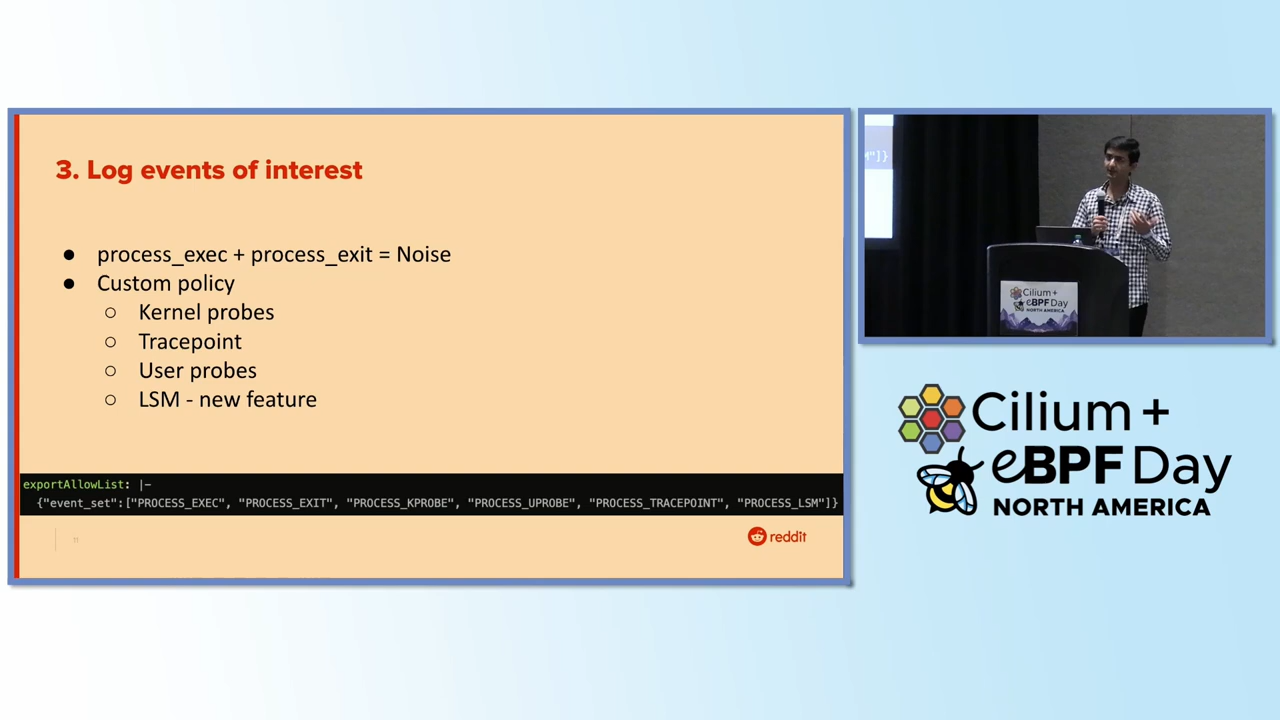 3. Log events of interest
● process_exec + process_exit = Noise
● Custom policy
○ Kernel probes
○ Tracepoint
○ User probes
○ LSM - new feature
exportAllowList: |-
{"event_set":["PROCESS_EXEC", "PROCESS_EXIT", "PROCESS_KPROBE", "PROCESS_UPROBE", "PROCESS_TRACEPOINT", "PROCESS_LSM"]}
reddit
M"]}
Cilium +
eBPF Day
NORTH AMERICA
Cilium +
eBPF Day
NORTH AMERICA